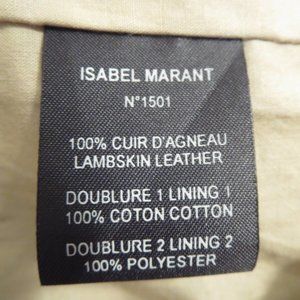 ISABEL MARANT
N°1501
100% CUIR D'AGNEAU
LAMBSKIN LEATHER
DOUBLURE 1 LINING 1
100% COTON COTTON
DOUBLURE 2 LINING 2
100% POLYESTER